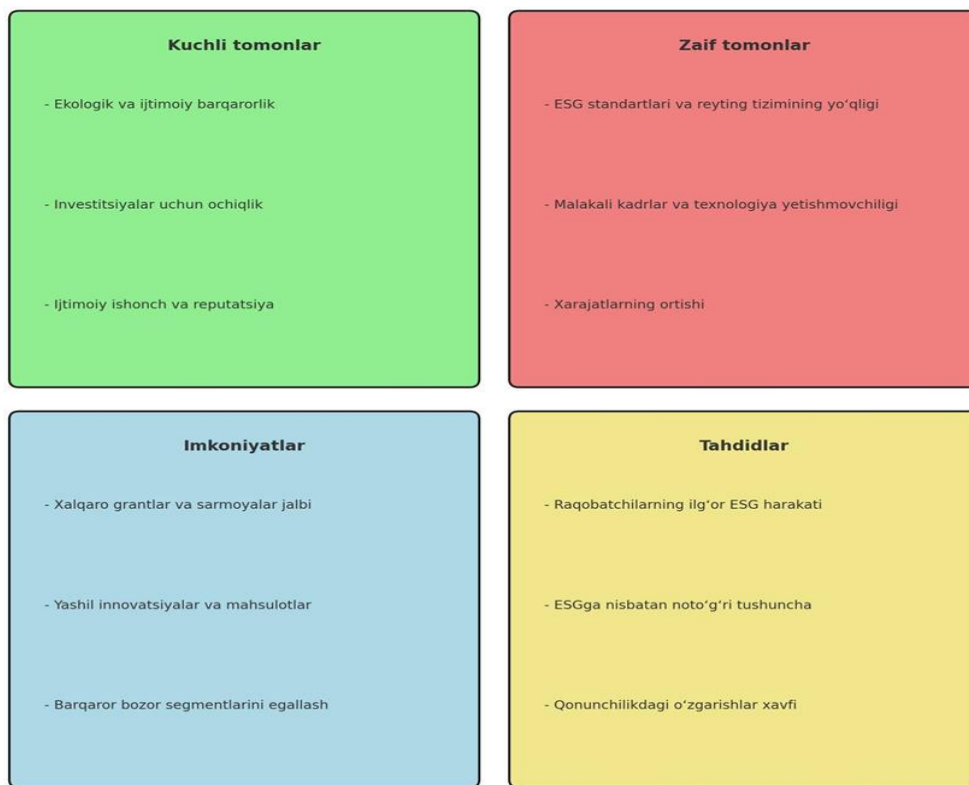 Kuchli tomonlar
- Ekologik va ijtimoiy barqarorlik
- Investitsiyalar uchun ochiqlik
- Ijtimoiy ishonch va reputatsiya
Zaif tomonlar
- ESG standartlari va reyting tizimining yo‘qligi
- Malakali kadrlar va texnologiya yetishmovchiligi
- Xarajatlarning ortishi
Imkoniyatlar
- Xalqaro grantlar va sarmoyalar jalbi
- Yashil innovatsiyalar va mahsulotlar
- Barqaror bozor segmentlarini egallash
Tahdidlar
- Raqobatchilarning ilg‘or ESG harakati
- ESGga nisbatan noto‘g‘ri tushuncha
- Qonunchilikdagi o‘zgarishlar xavfi